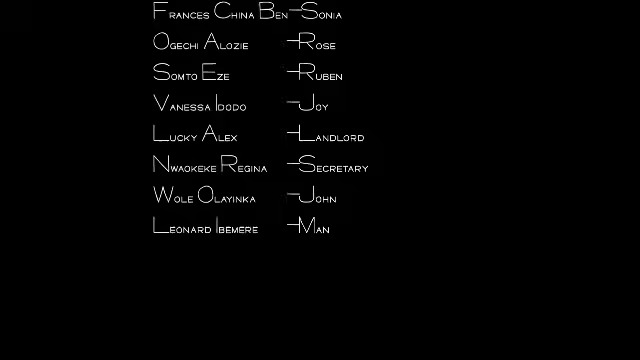 Frances China Ben-Sonia
Ogechi Alozie -Rose
Somto Eze -Ruben
Vanessa Idodo -Joy
Lucky Alex -Landlord
Nwaokeke Regina -Secretary
Wole Olayinka -John
Leonard Ibemere -Man